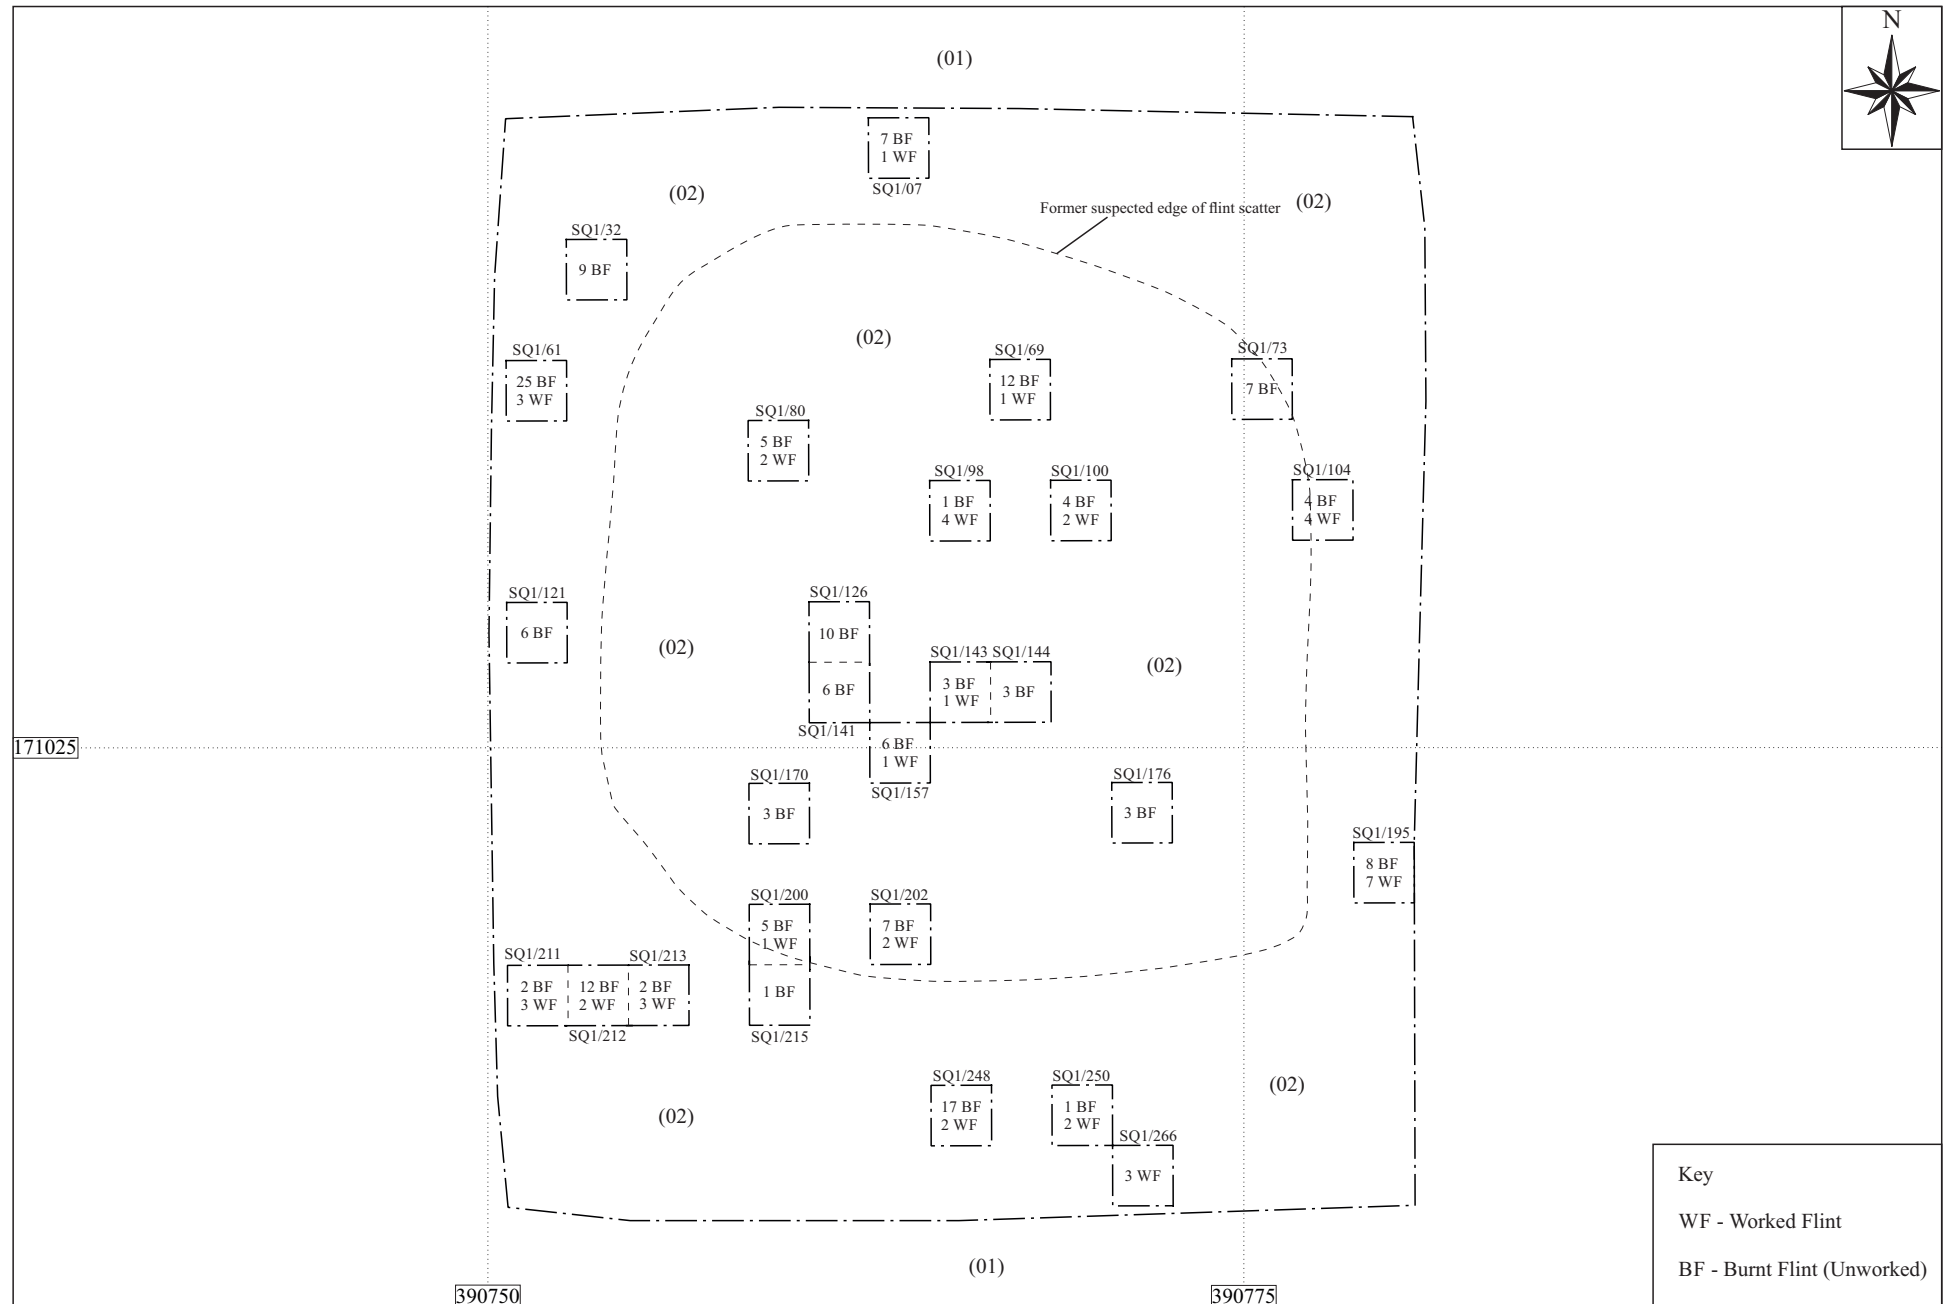 N
(01)
7 BF
1 WF
SQ1/07
(02)
(02)
Former suspected edge of flint scatter
SQ1/32
9 BF
(02)
SQ1/61
25 BF
3 WF
SQ1/69
12 BF
1 WF
SQ1/73
7 BF
SQ1/80
5 BF
2 WF
SQ1/98
1 BF
4 WF
SQ1/100
4 BF
2 WF
SQ1/104
4 BF
4 WF
SQ1/121
6 BF
SQ1/126
10 BF
6 BF
SQ1/141
(02)
SQ1/143
3 BF
1 WF
SQ1/144
3 BF
(02)
171025
6 BF
1 WF
SQ1/157
SQ1/170
3 BF
SQ1/176
3 BF
SQ1/195
8 BF
7 WF
SQ1/200
5 BF
1 WF
SQ1/202
7 BF
2 WF
SQ1/211
2 BF
3 WF
12 BF
2 WF
SQ1/212
SQ1/213
2 BF
3 WF
1 BF
SQ1/215
(02)
SQ1/248
17 BF
2 WF
SQ1/250
1 BF
2 WF
(02)
SQ1/266
3 WF
(01)
390750
390775
Key
WF - Worked Flint
BF - Burnt Flint (Unworked)